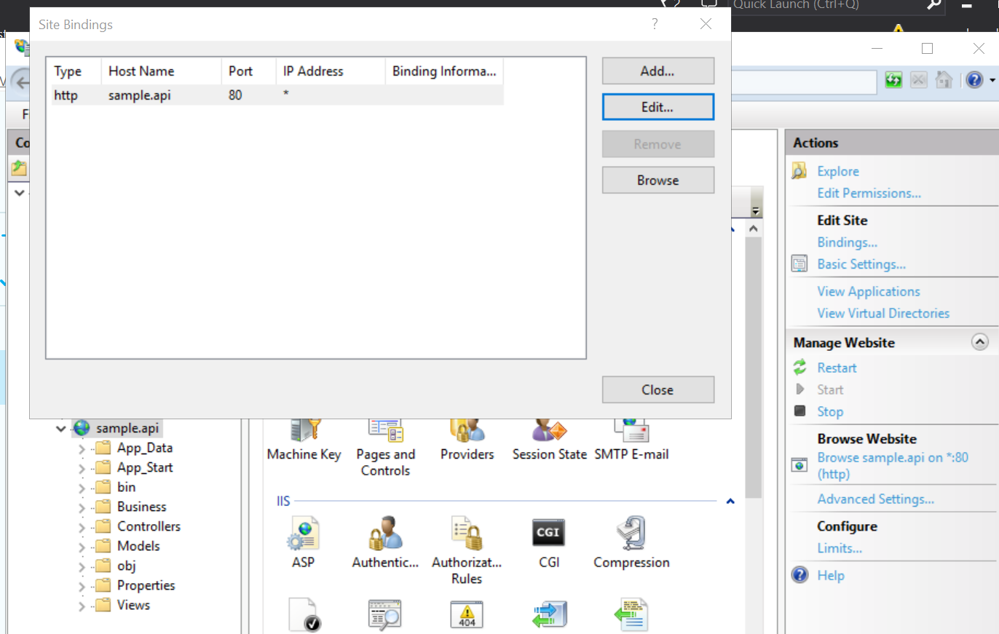 Quick Launch (Ctrl+Q)
Site Bindings
?
Type Host Name Port IP Address Binding Informa...
http sample.api 80 *
Add...
Edit...
Remove
Browse
Close
Actions
Explore
Edit Permissions...
Edit Site
Bindings...
Basic Settings...
View Applications
View Virtual Directories
Manage Website
Restart
Start
Stop
Browse Website
Browse sample.api on *:80
(http)
Advanced Settings...
Configure
Limits...
Help
sample.api
App_Data
App_Start
bin
Business
Controllers
Models
obj
Properties
Views
Machine Key
Pages and
Controls
Providers
Session State
SMTP E-mail
IIS
ASP
Authentic...
Authorizat...
Rules
CGI
CGI
Compression
404